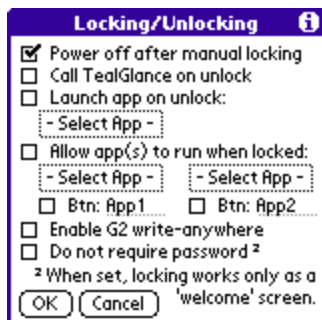 Locking/Unlocking i
Power off after manual locking
Call TealGlance on unlock
Launch app on unlock:
- Select App -
Allow app(s) to run when locked:
- Select App - - Select App -
Btn: App1 Btn: App2
Enable G2 write-anywhere
Do not require password ²
² When set, locking works only as a
OK Cancel 'welcome' screen.